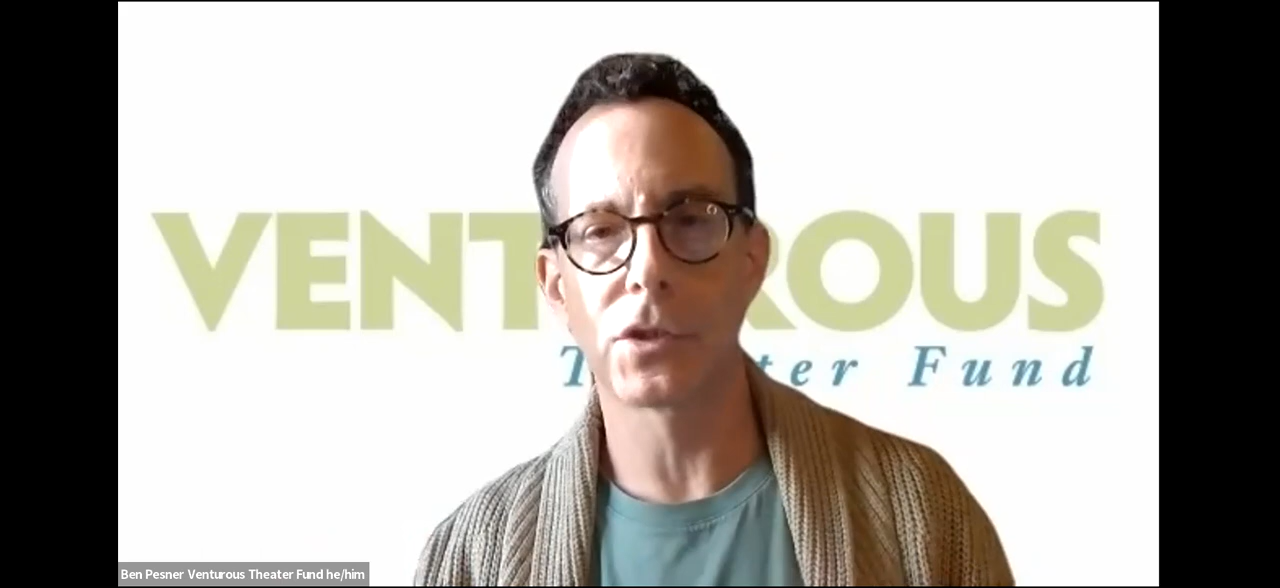 VENT ROUS
T ter Fund
Ben Pesner Venturous Theater Fund he/him